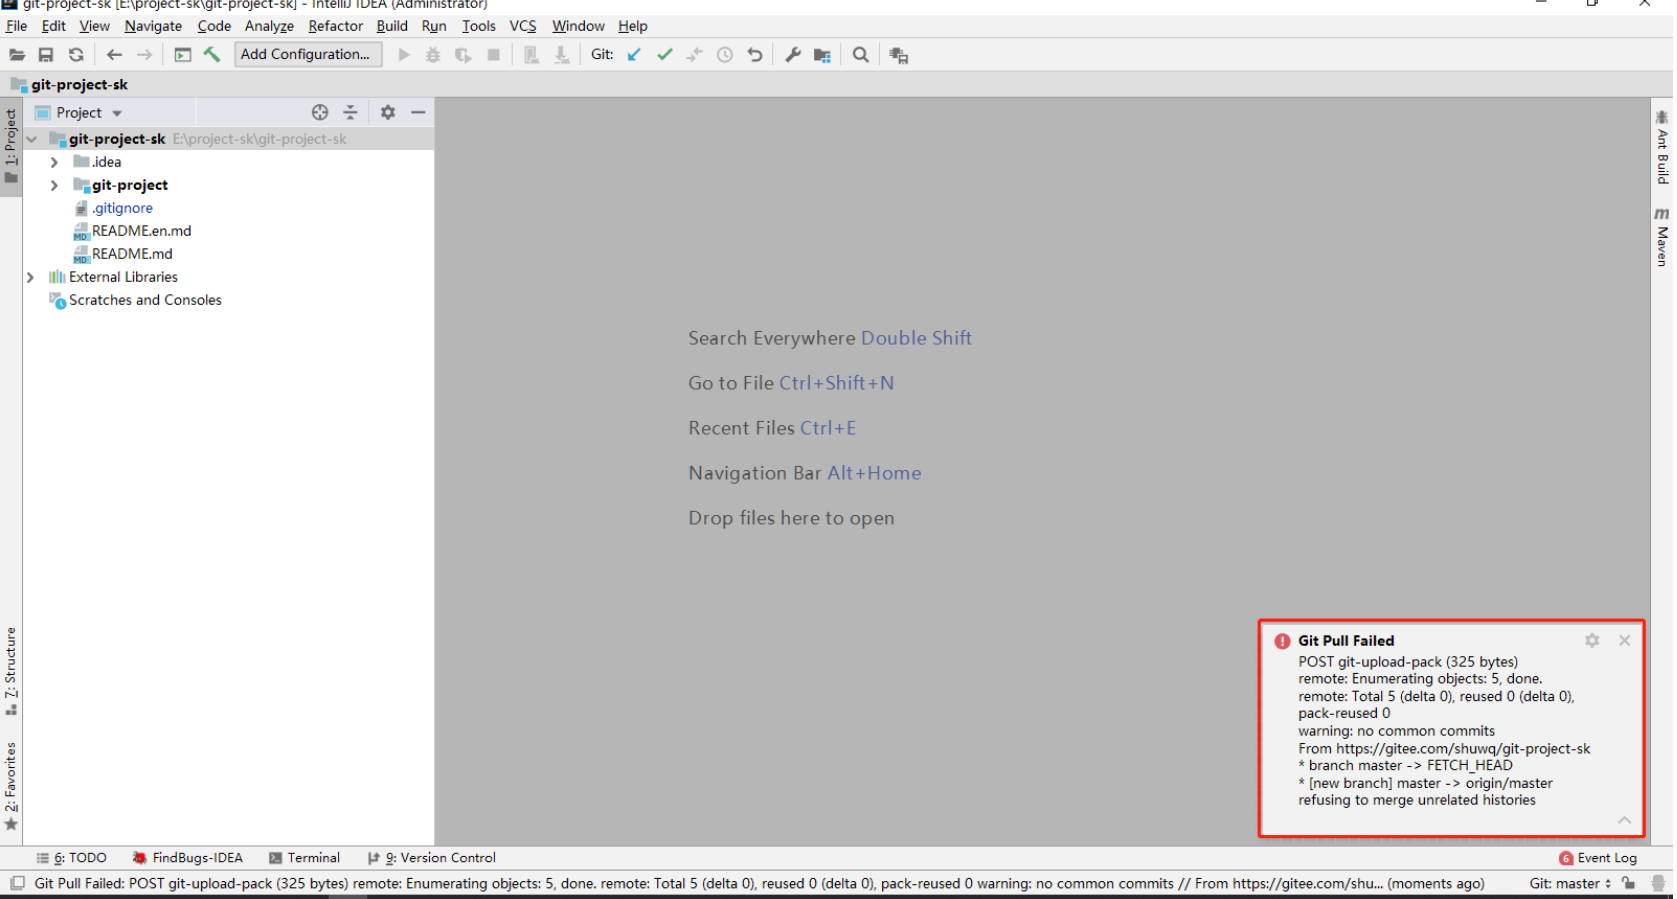 git-project-sk [E:\project-sk\git-project-sk] - IntelliJ IDEA (Administrator)
File Edit View Navigate Code Analyze Refactor Build Run Tools VCS Window Help
Add Configuration... Git:
git-project-sk
1: Project
Project
git-project-sk E:\project-sk\git-project-sk
.idea
git-project
.gitignore
MD README.en.md
MD README.md
External Libraries
Scratches and Consoles
Search Everywhere Double Shift
Go to File Ctrl+Shift+N
Recent Files Ctrl+E
Navigation Bar Alt+Home
Drop files here to open
Ant Build
m Maven
7: Structure
2: Favorites
Git Pull Failed
POST git-upload-pack (325 bytes)
remote: Enumerating objects: 5, done.
remote: Total 5 (delta 0), reused 0 (delta 0),
pack-reused 0
warning: no common commits
From https://gitee.com/shuwq/git-project-sk
* branch master -> FETCH_HEAD
* [new branch] master -> origin/master
refusing to merge unrelated histories
6: TODO FindBugs-IDEA Terminal 9: Version Control 6 Event Log
Git Pull Failed: POST git-upload-pack (325 bytes) remote: Enumerating objects: 5, done. remote: Total 5 (delta 0), reused 0 (delta 0), pack-reused 0 warning: no common commits // From https://gitee.com/shu... (moments ago) Git: master